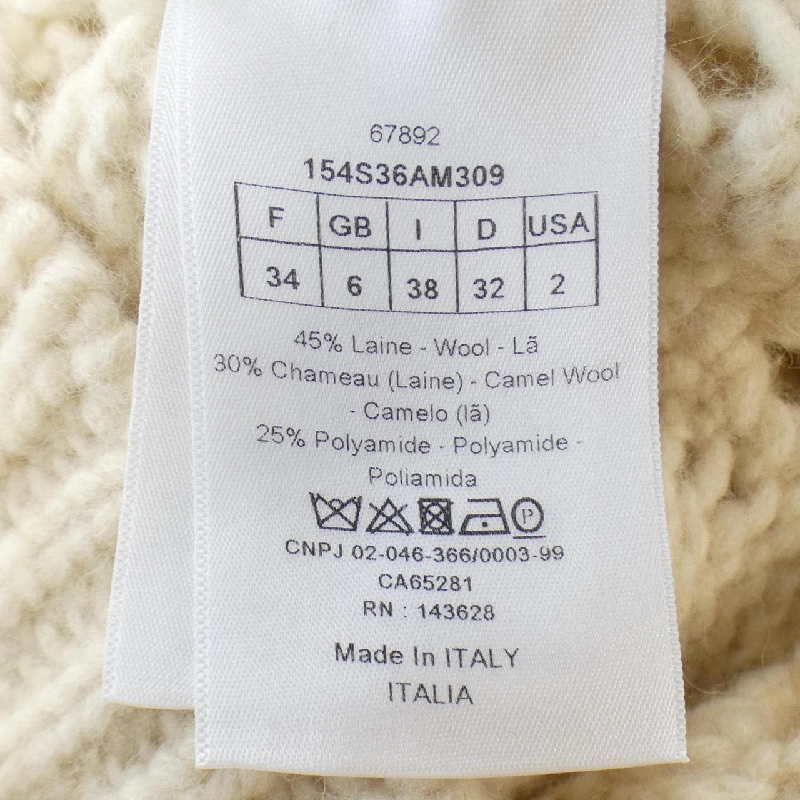 67892
154S36AM309
F GB I D USA
34 6 38 32 2
45% Laine - Wool - Lã
30% Chameau (Laine) - Camel Wool
- Camelo (lã)
25% Polyamide - Polyamide -
Poliamida
P
CNPJ 02-046-366/0003-99
CA65281
RN : 143628
Made In ITALY
ITALIA